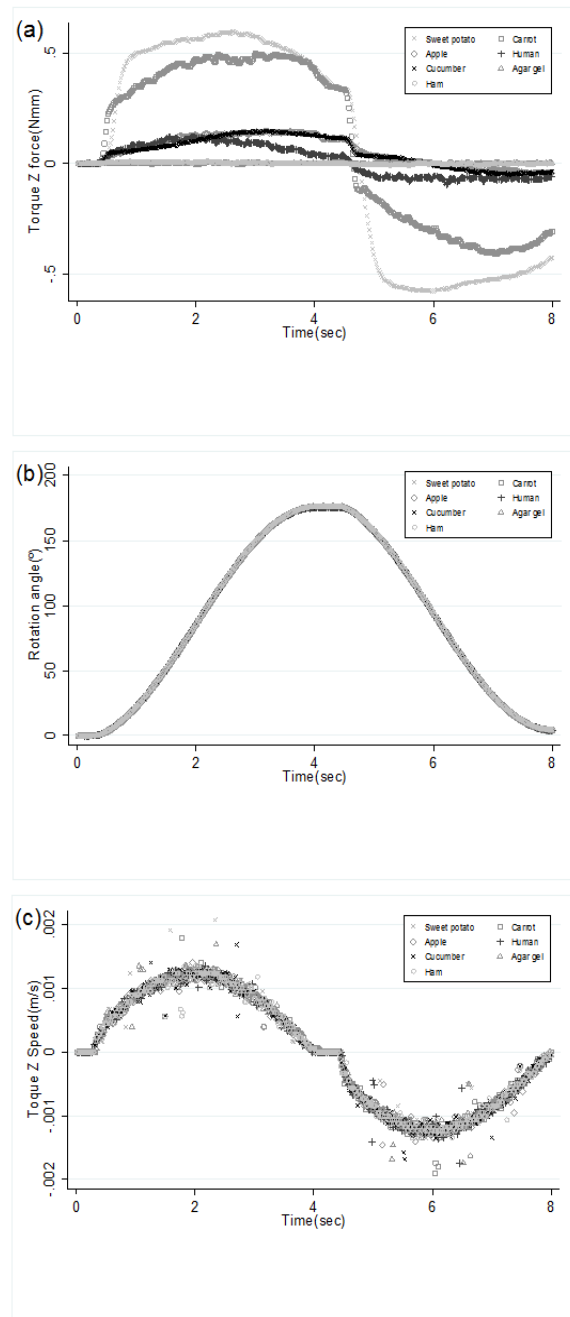 (a)
Torque Z force(Nmm)
.5
0
-.5
× Sweet potato □ Carrot
◇ Apple + Human
× Cucumber △ Agar gel
○ Ham
0 2 4 6 8
Time(sec)
(b)
Rotation angle(º)
200
150
100
50
0
× Sweet potato □ Carrot
◇ Apple + Human
× Cucumber △ Agar gel
○ Ham
0 2 4 6 8
Time(sec)
(c)
Toque Z Speed(m/s)
.002
.001
0
-.001
-.002
× Sweet potato □ Carrot
◇ Apple + Human
× Cucumber △ Agar gel
○ Ham
0 2 4 6 8
Time(sec)